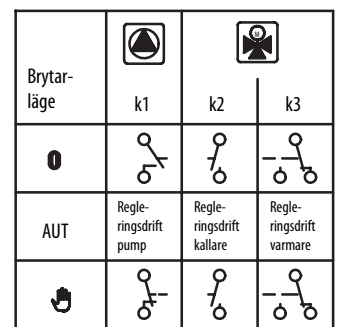 M
Brytar-
läge
k1 k2 k3
0
AUT
Regle-
ringsdrift
pump
Regle-
ringsdrift
kallare
Regle-
ringsdrift
varmare